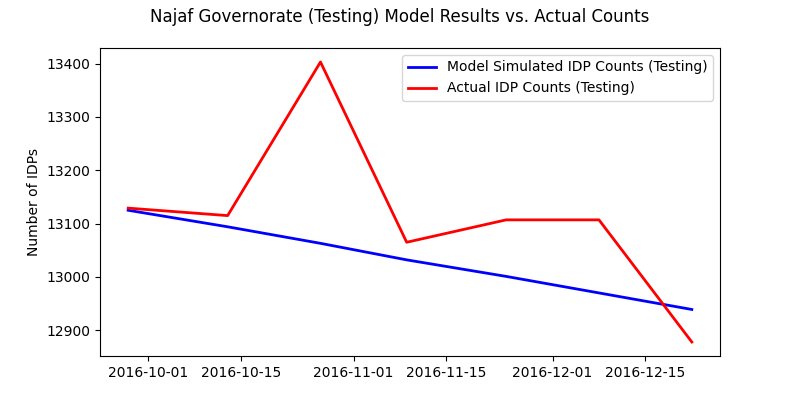 Najaf Governorate (Testing) Model Results vs. Actual Counts
Model Simulated IDP Counts (Testing)
Actual IDP Counts (Testing)
Number of IDPs
13400
13300
13200
13100
13000
12900
2016-10-01 2016-10-15 2016-11-01 2016-11-15 2016-12-01 2016-12-15